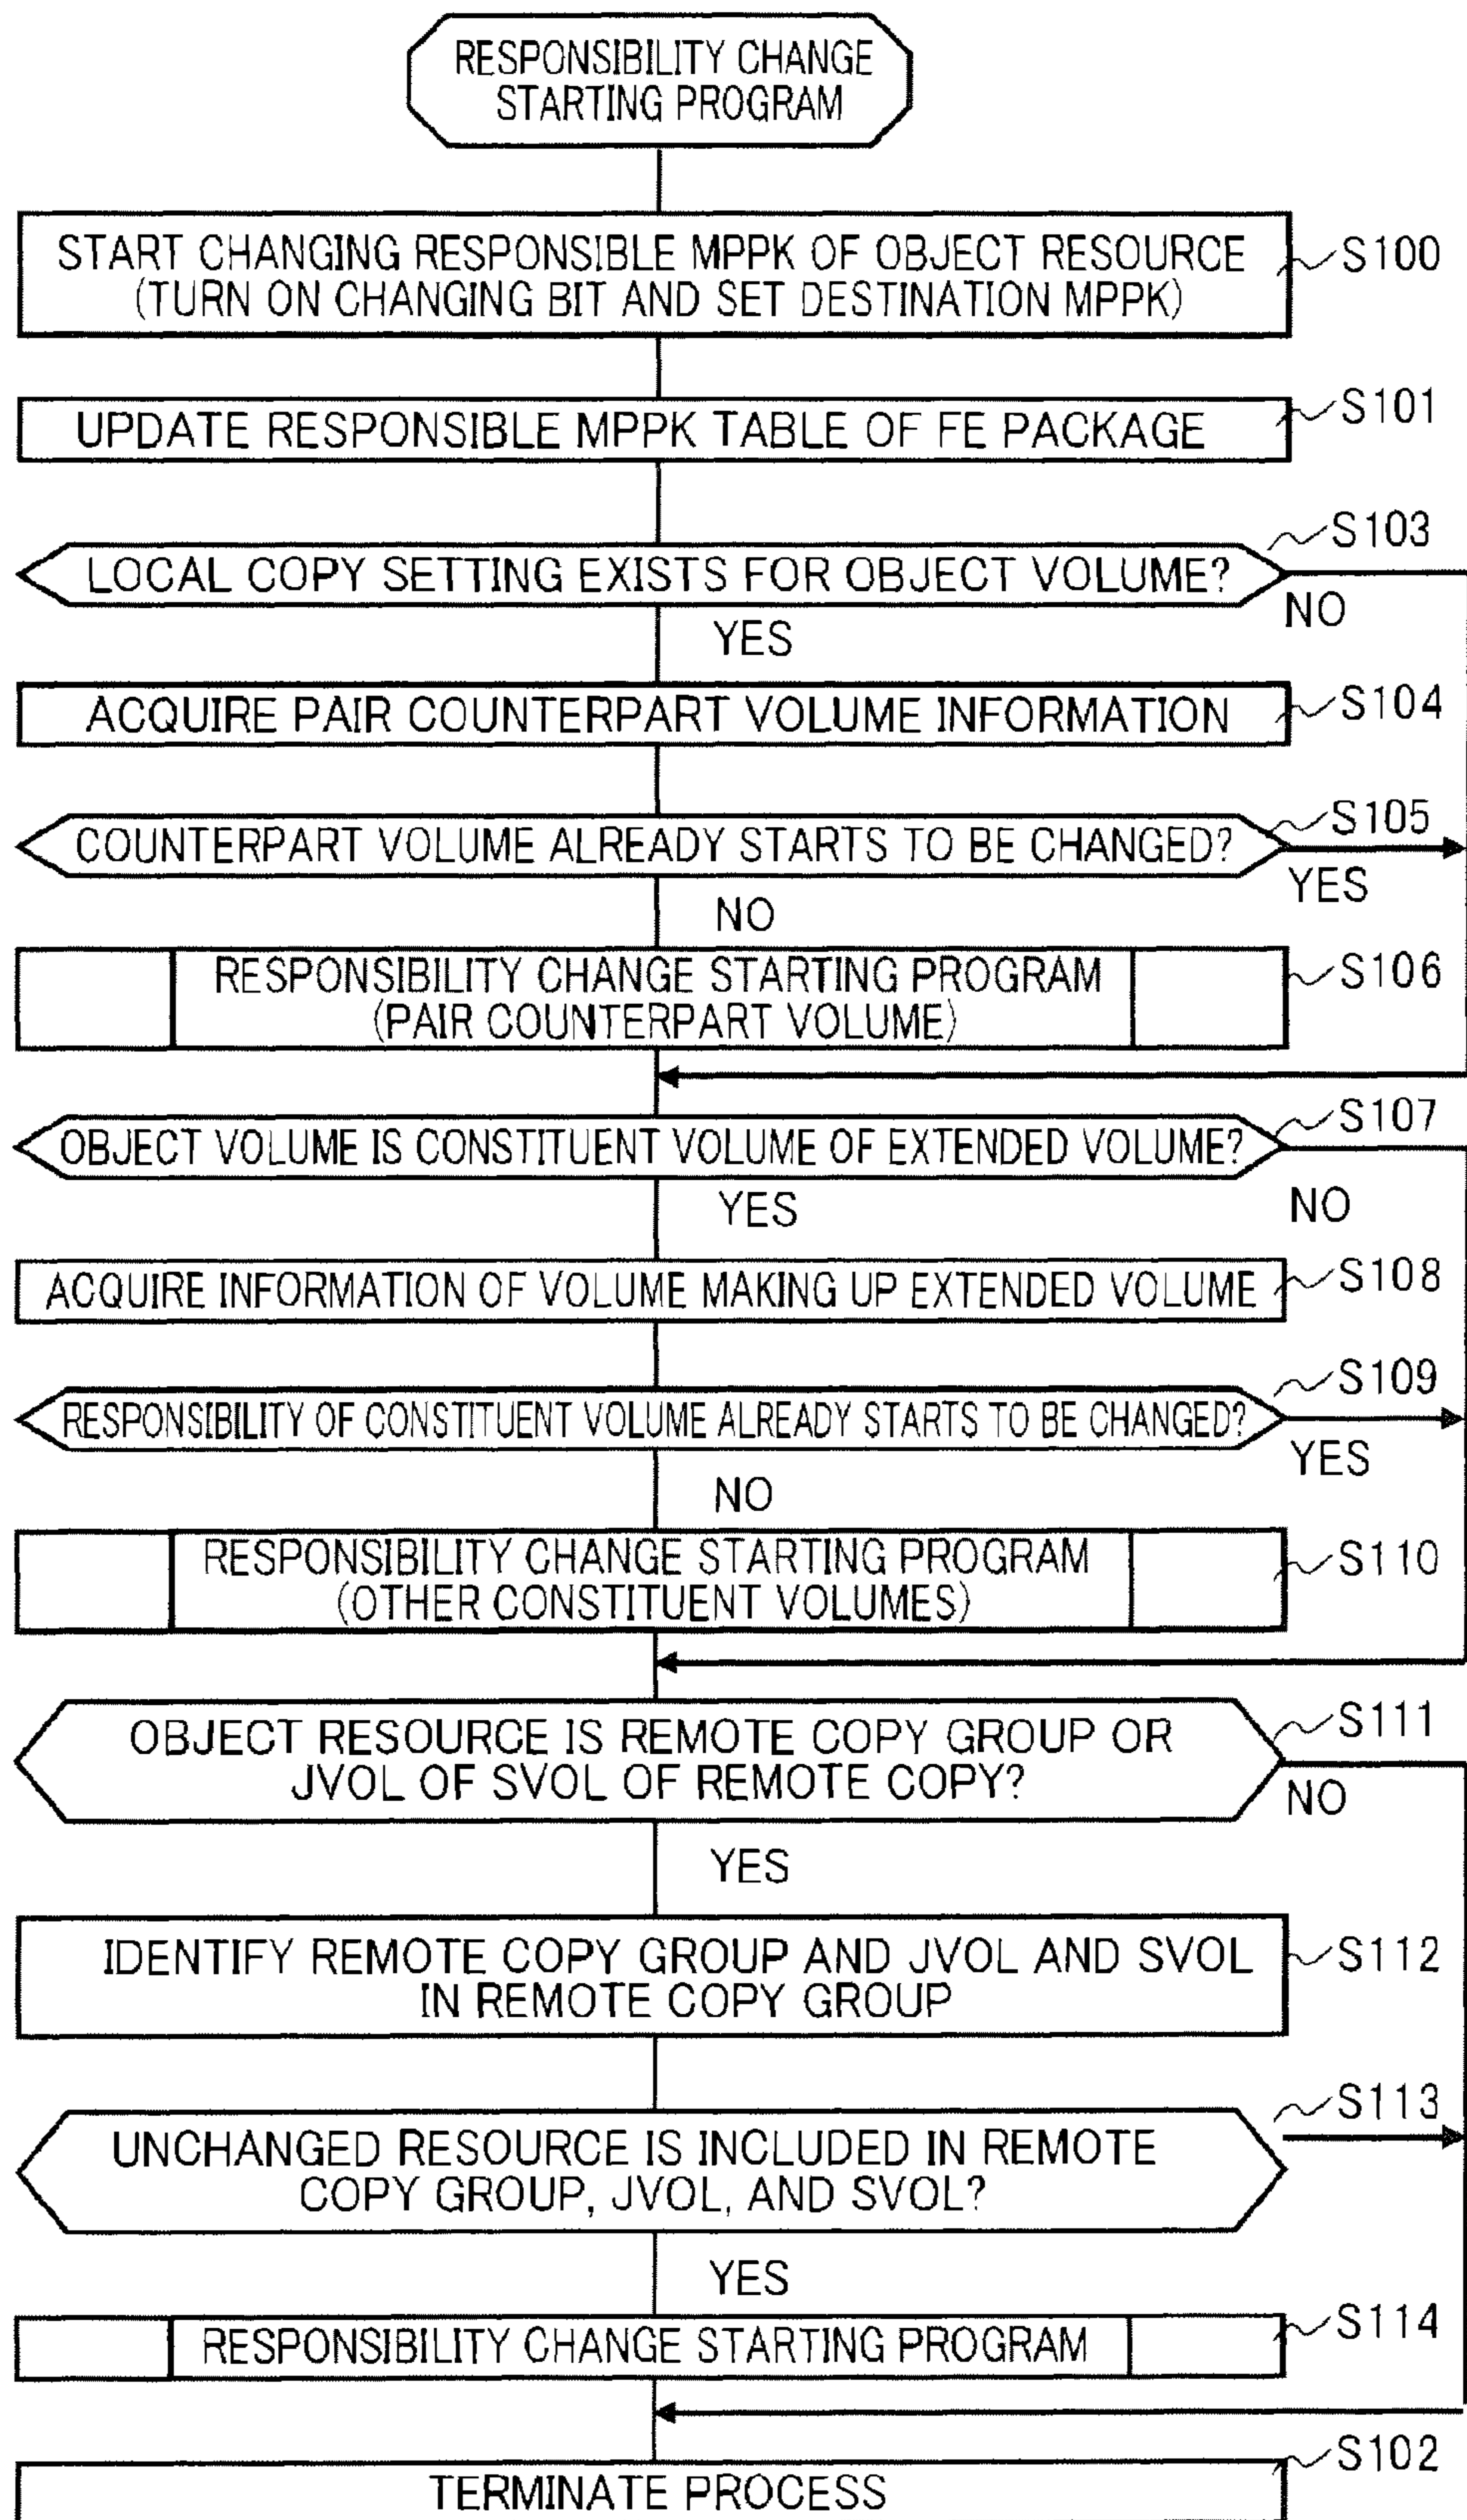 RESPONSIBILITY CHANGE
STARTING PROGRAM
START CHANGING RESPONSIBLE MPPK OF OBJECT RESOURCE
(TURN ON CHANGING BIT AND SET DESTINATION MPPK)
S100
UPDATE RESPONSIBLE MPPK TABLE OF FE PACKAGE
S101
LOCAL COPY SETTING EXISTS FOR OBJECT VOLUME?
S103
NO
YES
ACQUIRE PAIR COUNTERPART VOLUME INFORMATION
S104
COUNTERPART VOLUME ALREADY STARTS TO BE CHANGED?
S105
YES
NO
RESPONSIBILITY CHANGE STARTING PROGRAM
(PAIR COUNTERPART VOLUME)
S106
OBJECT VOLUME IS CONSTITUENT VOLUME OF EXTENDED VOLUME?
S107
YES
NO
ACQUIRE INFORMATION OF VOLUME MAKING UP EXTENDED VOLUME
S108
RESPONSIBILITY OF CONSTITUENT VOLUME ALREADY STARTS TO BE CHANGED?
S109
YES
NO
RESPONSIBILITY CHANGE STARTING PROGRAM
(OTHER CONSTITUENT VOLUMES)
S110
OBJECT RESOURCE IS REMOTE COPY GROUP OR
JVOL OF SVOL OF REMOTE COPY?
S111
NO
YES
IDENTIFY REMOTE COPY GROUP AND JVOL AND SVOL
IN REMOTE COPY GROUP
S112
UNCHANGED RESOURCE IS INCLUDED IN REMOTE
COPY GROUP, JVOL, AND SVOL?
S113
YES
RESPONSIBILITY CHANGE STARTING PROGRAM
S114
TERMINATE PROCESS
S102